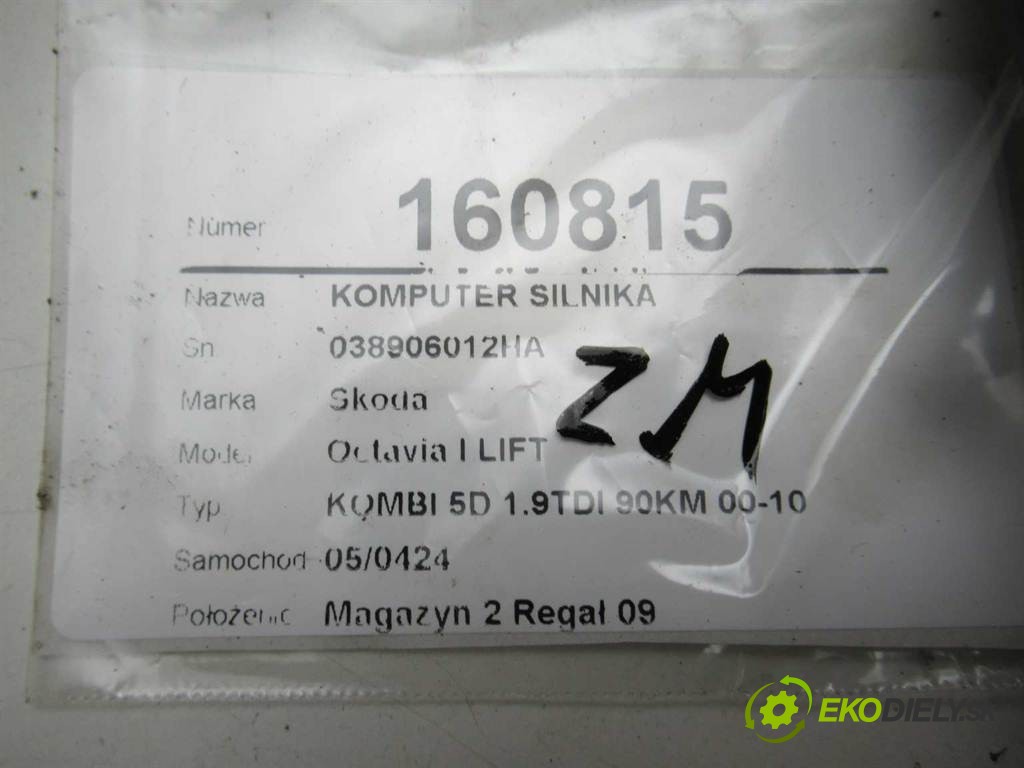 Numer 160815
Nazwa KOMPUTER SILNIKA
Sn 038906012HA
Marka Skoda
Model Octavia I LIFT
Typ KOMBI 5D 1.9TDI 90KM 00-10
Samochod 05/0424
Położenie Magazyn 2 Regał 09
ZM
EKODIELY.SK